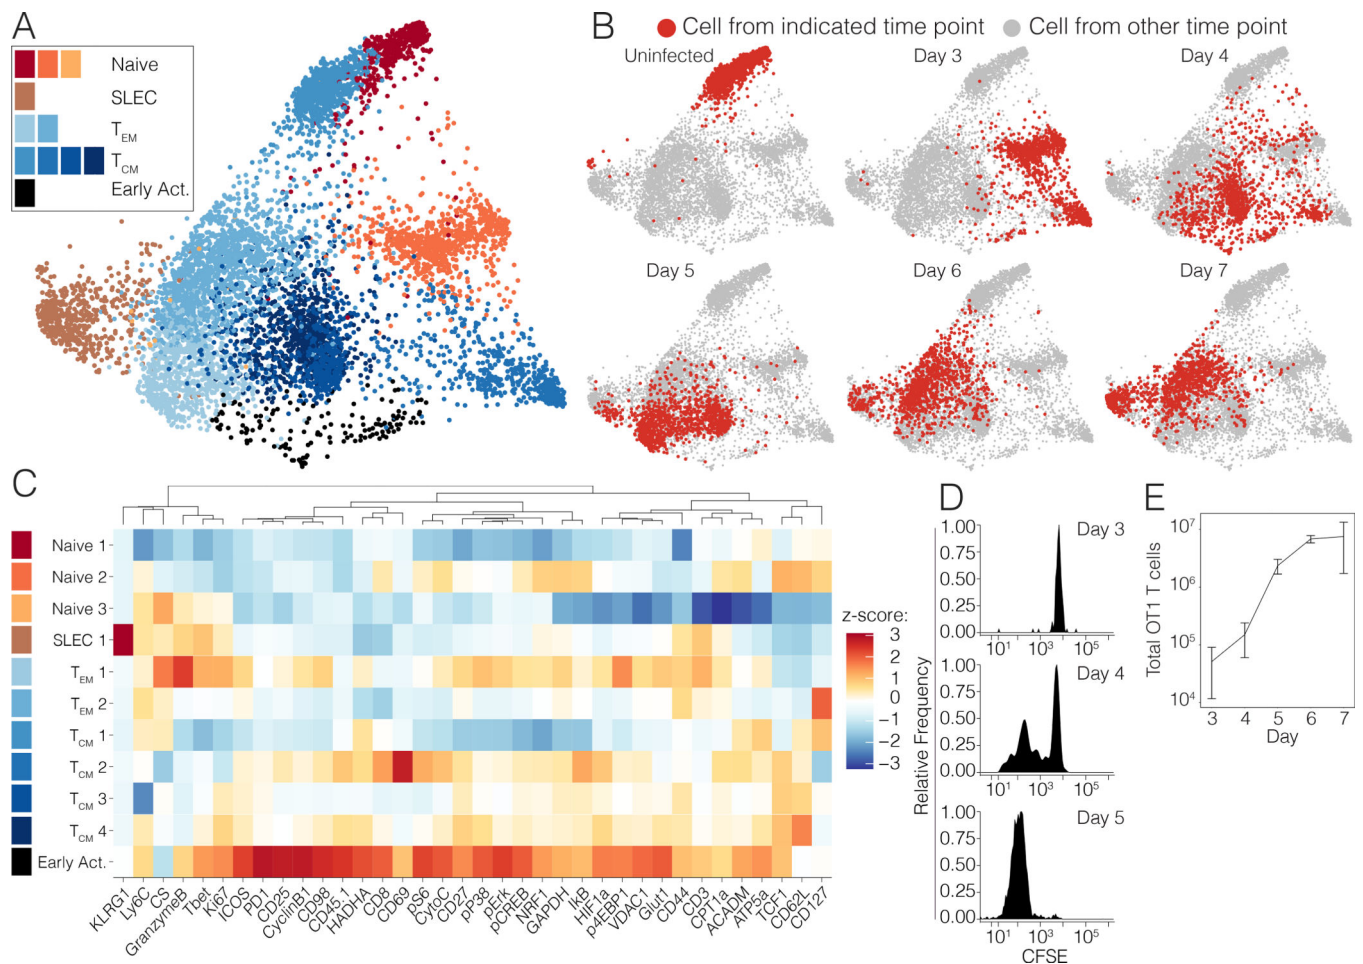 A
Naive
SLEC
TEM
TCM
Early Act.
B
Cell from indicated time point
Cell from other time point
Uninfected
Day 3
Day 4
Day 5
Day 6
Day 7
C
Naive 1
Naive 2
Naive 3
SLEC 1
TEM 1
TEM 2
TCM 1
TCM 2
TCM 3
TCM 4
Early Act.
KLRG1
Ly6C
CS
GranzymeB
Tbet
Ki67
ICOS
PD1
CD25
CyclinB1
CD98
CD45.1
HADHA
CD8
CD69
pS6
CytoC
CD27
pP38
pErk
pCREB
NRF1
GAPDH
IkB
HIF1a
p4EBP1
VDAC1
Glut1
CD44
CD3
CPT1a
ACADM
ATP5a
TCF1
CD62L
CD127
z-score:
3
2
1
0
−1
−2
−3
D
Relative Frequency
1.00
0.75
0.50
0.25
0.00
Day 3
10¹ 10³ 10⁵
1.00
0.75
0.50
0.25
0.00
Day 4
10¹ 10³ 10⁵
1.00
0.75
0.50
0.25
0.00
Day 5
10¹ 10³ 10⁵
CFSE
E
Total OT1 T cells
10⁷
10⁶
10⁵
10⁴
3 4 5 6 7
Day